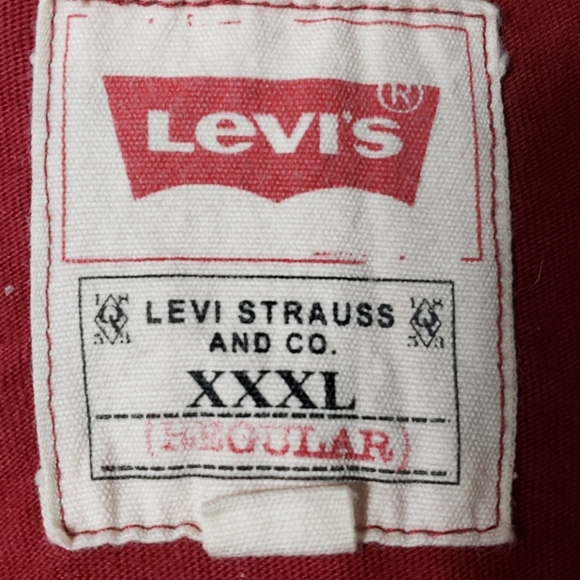 LEVI'S®
LEVI STRAUSS
AND CO.
XXXL
(REGULAR)